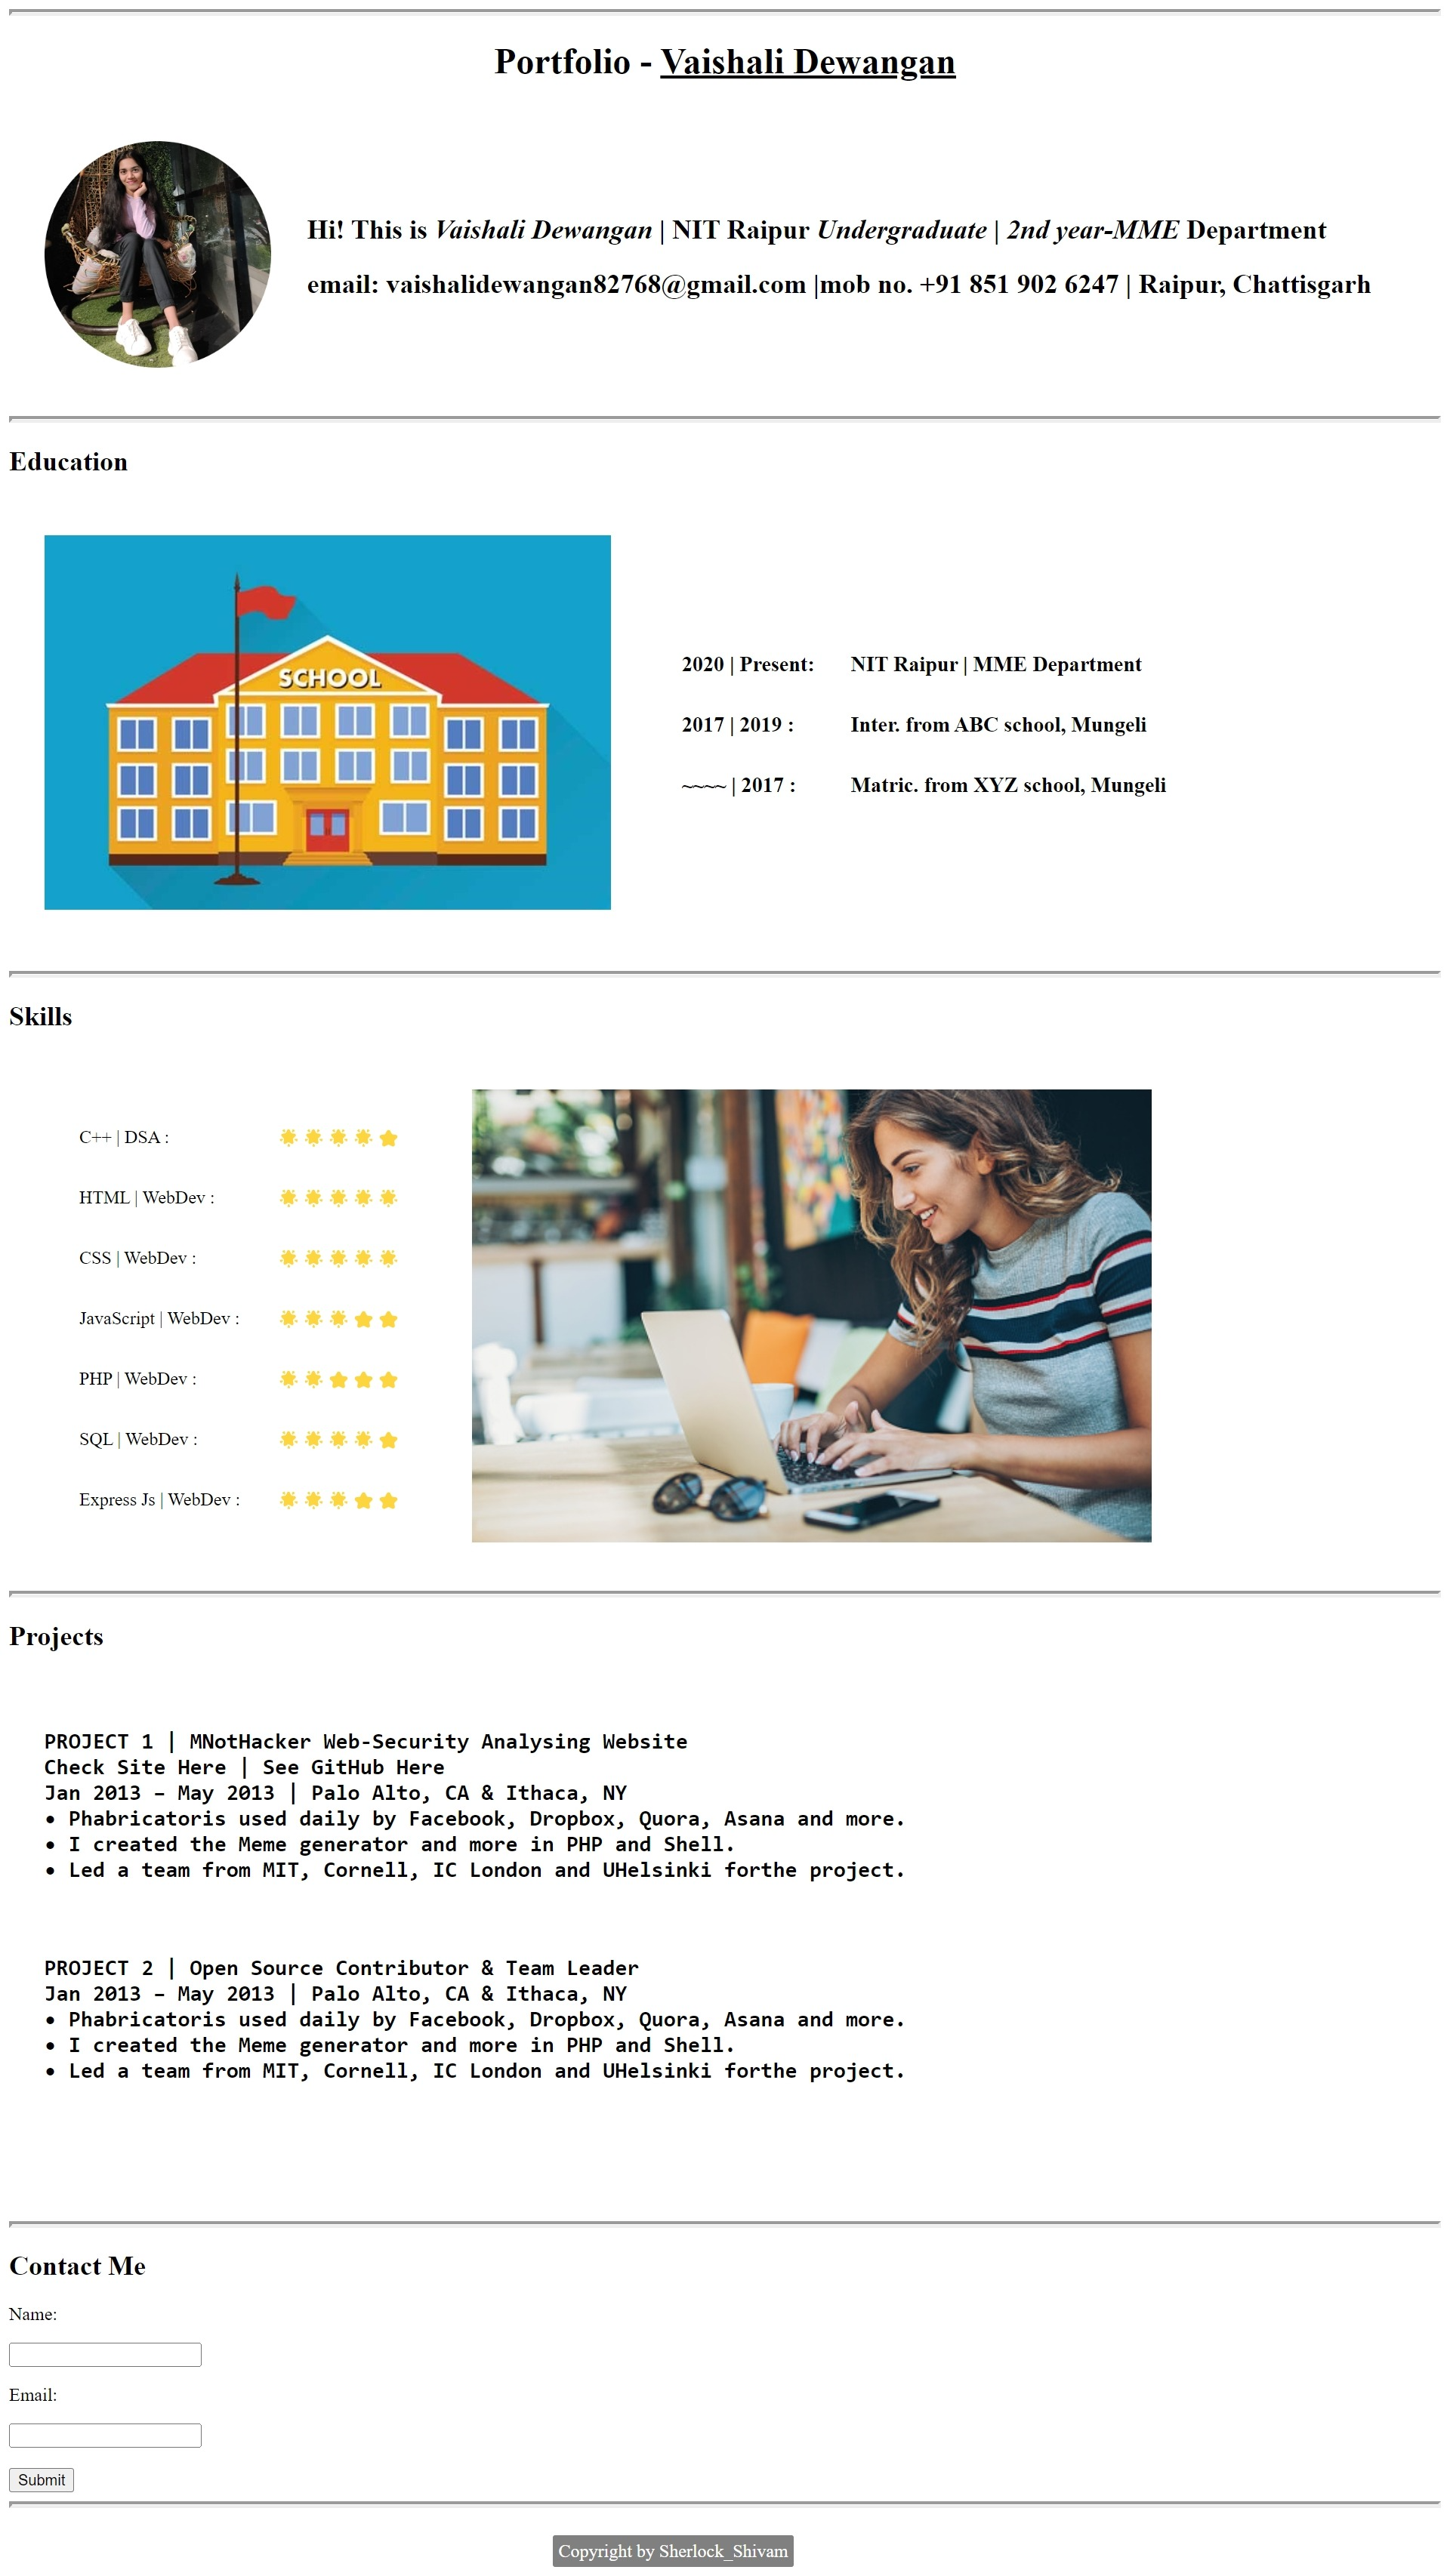 Portfolio - Vaishali Dewangan
Hi! This is Vaishali Dewangan | NIT Raipur Undergraduate | 2nd year-MME Department
email: vaishalidewangan82768@gmail.com |mob no. +91 851 902 6247 | Raipur, Chattisgarh
Education
SCHOOL
2020 | Present: NIT Raipur | MME Department
2017 | 2019 : Inter. from ABC school, Mungeli
~~~~ | 2017 : Matric. from XYZ school, Mungeli
Skills
C++ | DSA : 🌟 🌟 🌟 🌟 ⭐
HTML | WebDev : 🌟 🌟 🌟 🌟 🌟
CSS | WebDev : 🌟 🌟 🌟 🌟 🌟
JavaScript | WebDev : 🌟 🌟 🌟 ⭐ ⭐
PHP | WebDev : 🌟 🌟 ⭐ ⭐ ⭐
SQL | WebDev : 🌟 🌟 🌟 🌟 ⭐
Express Js | WebDev : 🌟 🌟 🌟 ⭐ ⭐
Projects
PROJECT 1 | MNotHacker Web-Security Analysing Website
Check Site Here | See GitHub Here
Jan 2013 – May 2013 | Palo Alto, CA & Ithaca, NY
• Phabricatoris used daily by Facebook, Dropbox, Quora, Asana and more.
• I created the Meme generator and more in PHP and Shell.
• Led a team from MIT, Cornell, IC London and UHelsinki forthe project.
PROJECT 2 | Open Source Contributor & Team Leader
Jan 2013 – May 2013 | Palo Alto, CA & Ithaca, NY
• Phabricatoris used daily by Facebook, Dropbox, Quora, Asana and more.
• I created the Meme generator and more in PHP and Shell.
• Led a team from MIT, Cornell, IC London and UHelsinki forthe project.
Contact Me
Name:
Email:
Submit
Copyright by Sherlock_Shivam